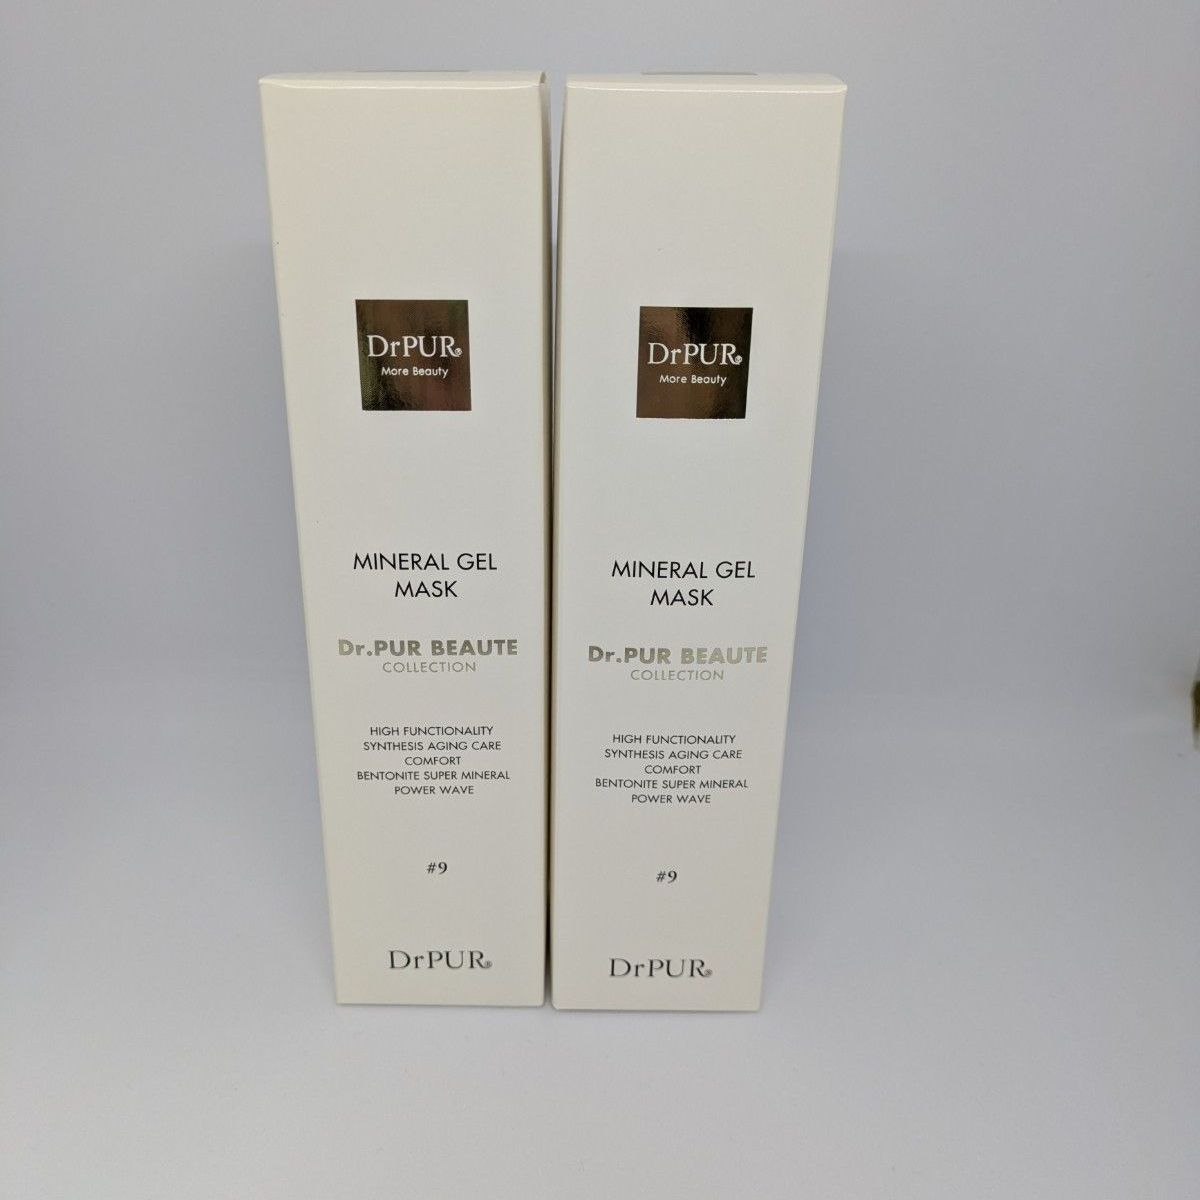 DrPUR®
More Beauty
MINERAL GEL
MASK
Dr.PUR BEAUTE
COLLECTION
HIGH FUNCTIONALITY
SYNTHESIS AGING CARE
COMFORT
BENTONITE SUPER MINERAL
POWER WAVE
#9
DrPUR®
DrPUR®
More Beauty
MINERAL GEL
MASK
Dr.PUR BEAUTE
COLLECTION
HIGH FUNCTIONALITY
SYNTHESIS AGING CARE
COMFORT
BENTONITE SUPER MINERAL
POWER WAVE
#9
DrPUR®